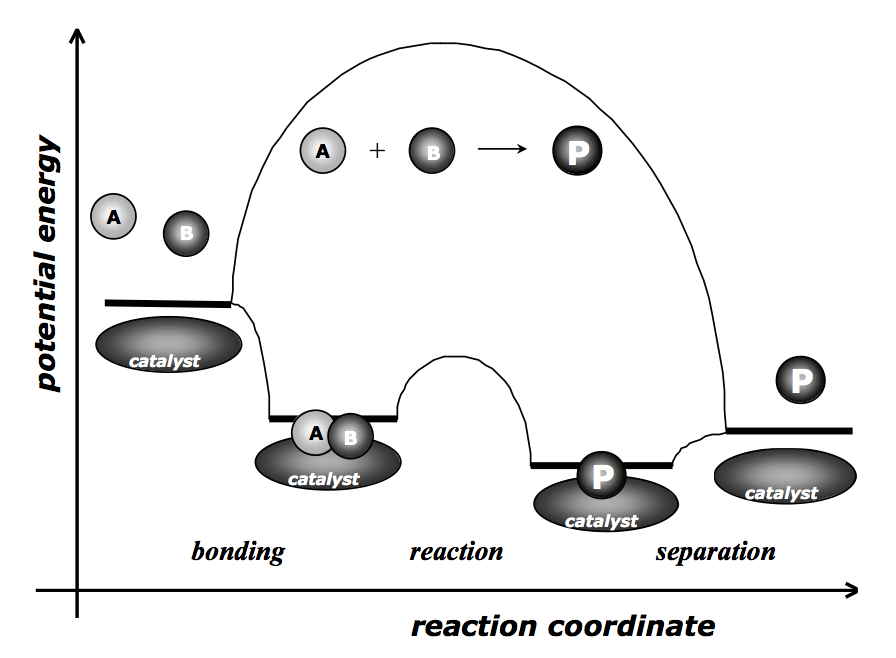 potential energy
A + B → P
A
B
catalyst
A B
catalyst
P
catalyst
P
catalyst
bonding reaction separation
reaction coordinate